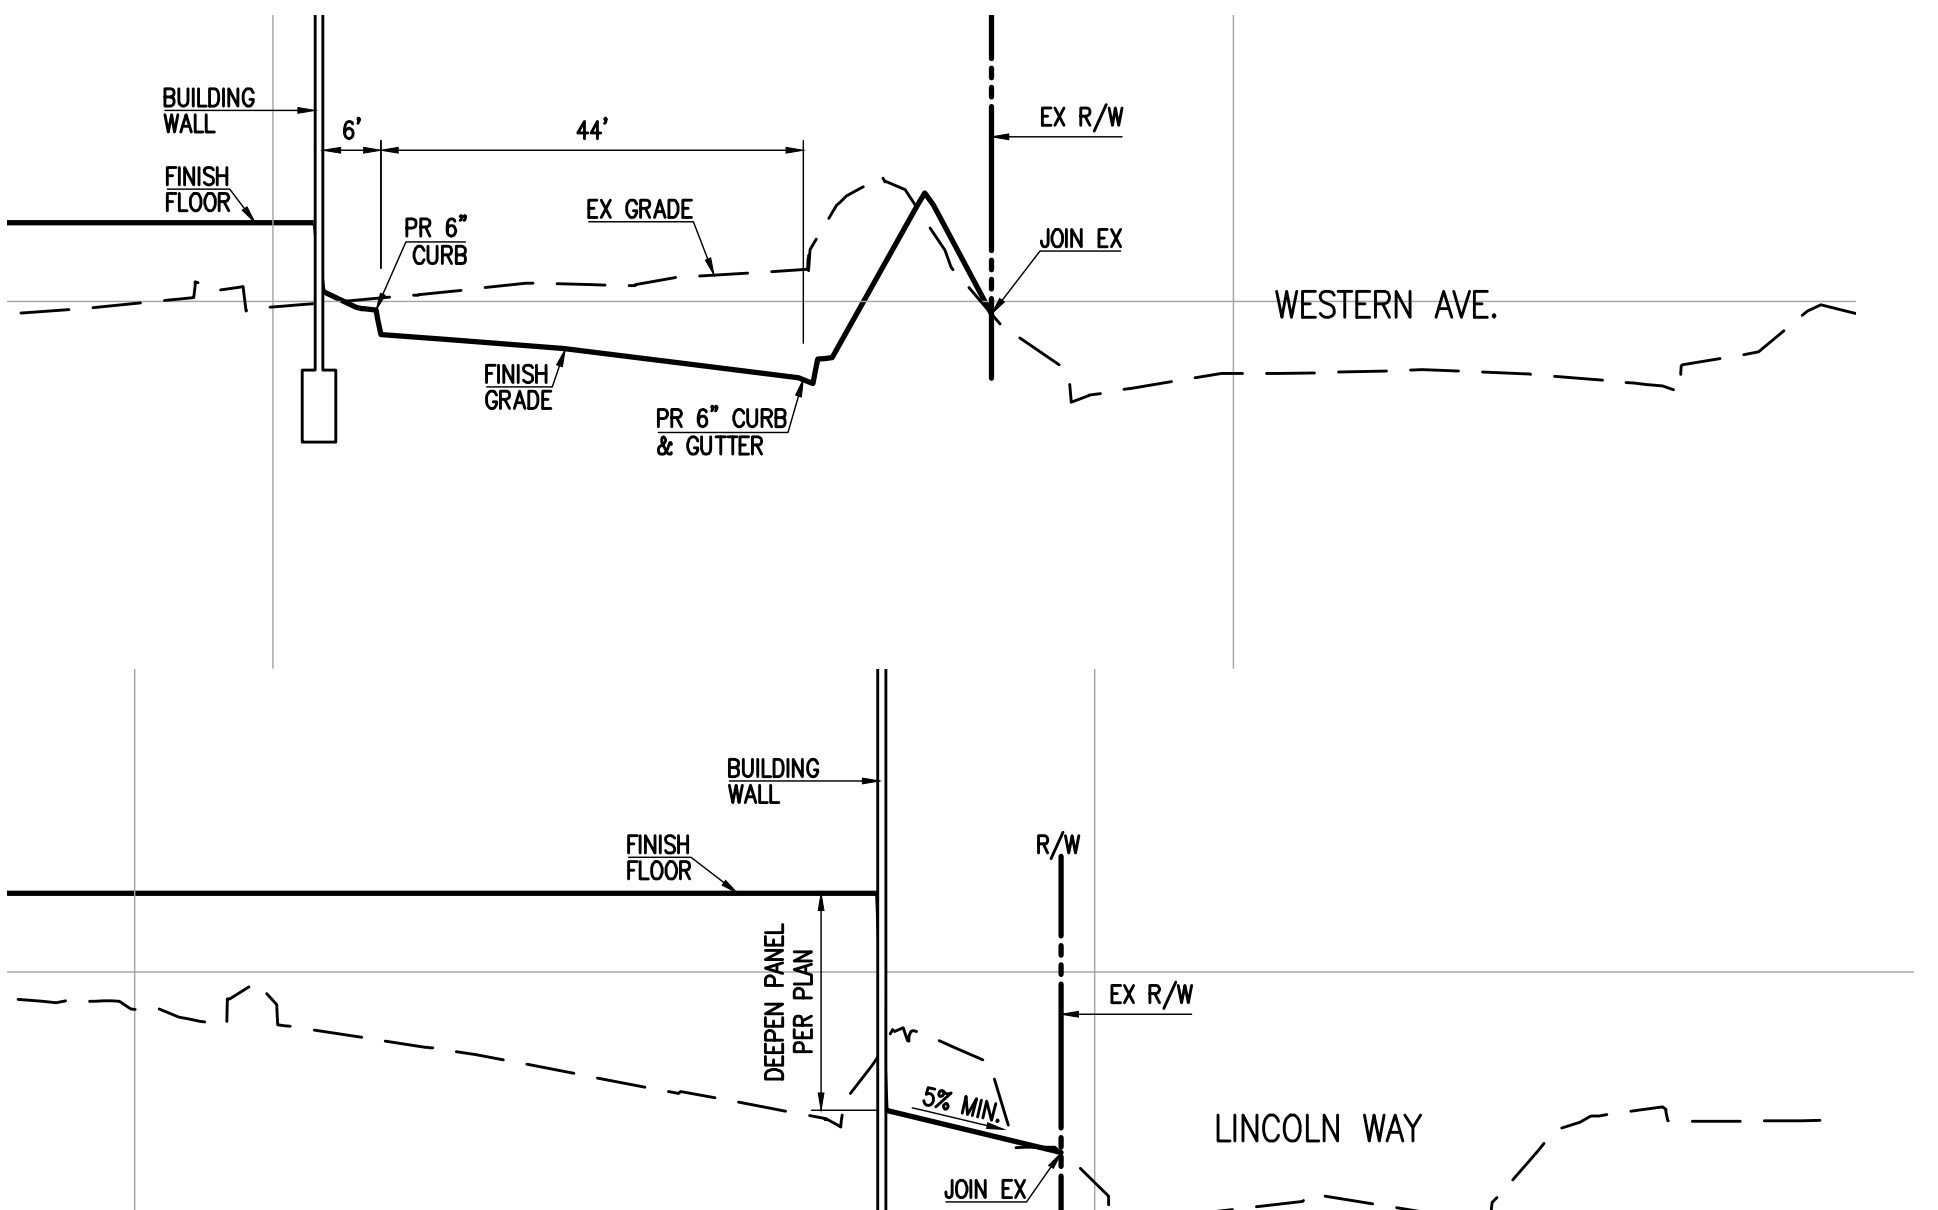 BUILDING
WALL
6’
44’
EX R/W
FINISH
FLOOR
EX GRADE
PR 6”
CURB
JOIN EX
WESTERN AVE.
FINISH
GRADE
PR 6” CURB
& GUTTER
BUILDING
WALL
FINISH
FLOOR
R/W
DEEPEN PANEL
PER PLAN
EX R/W
5% MIN.
LINCOLN WAY
JOIN EX